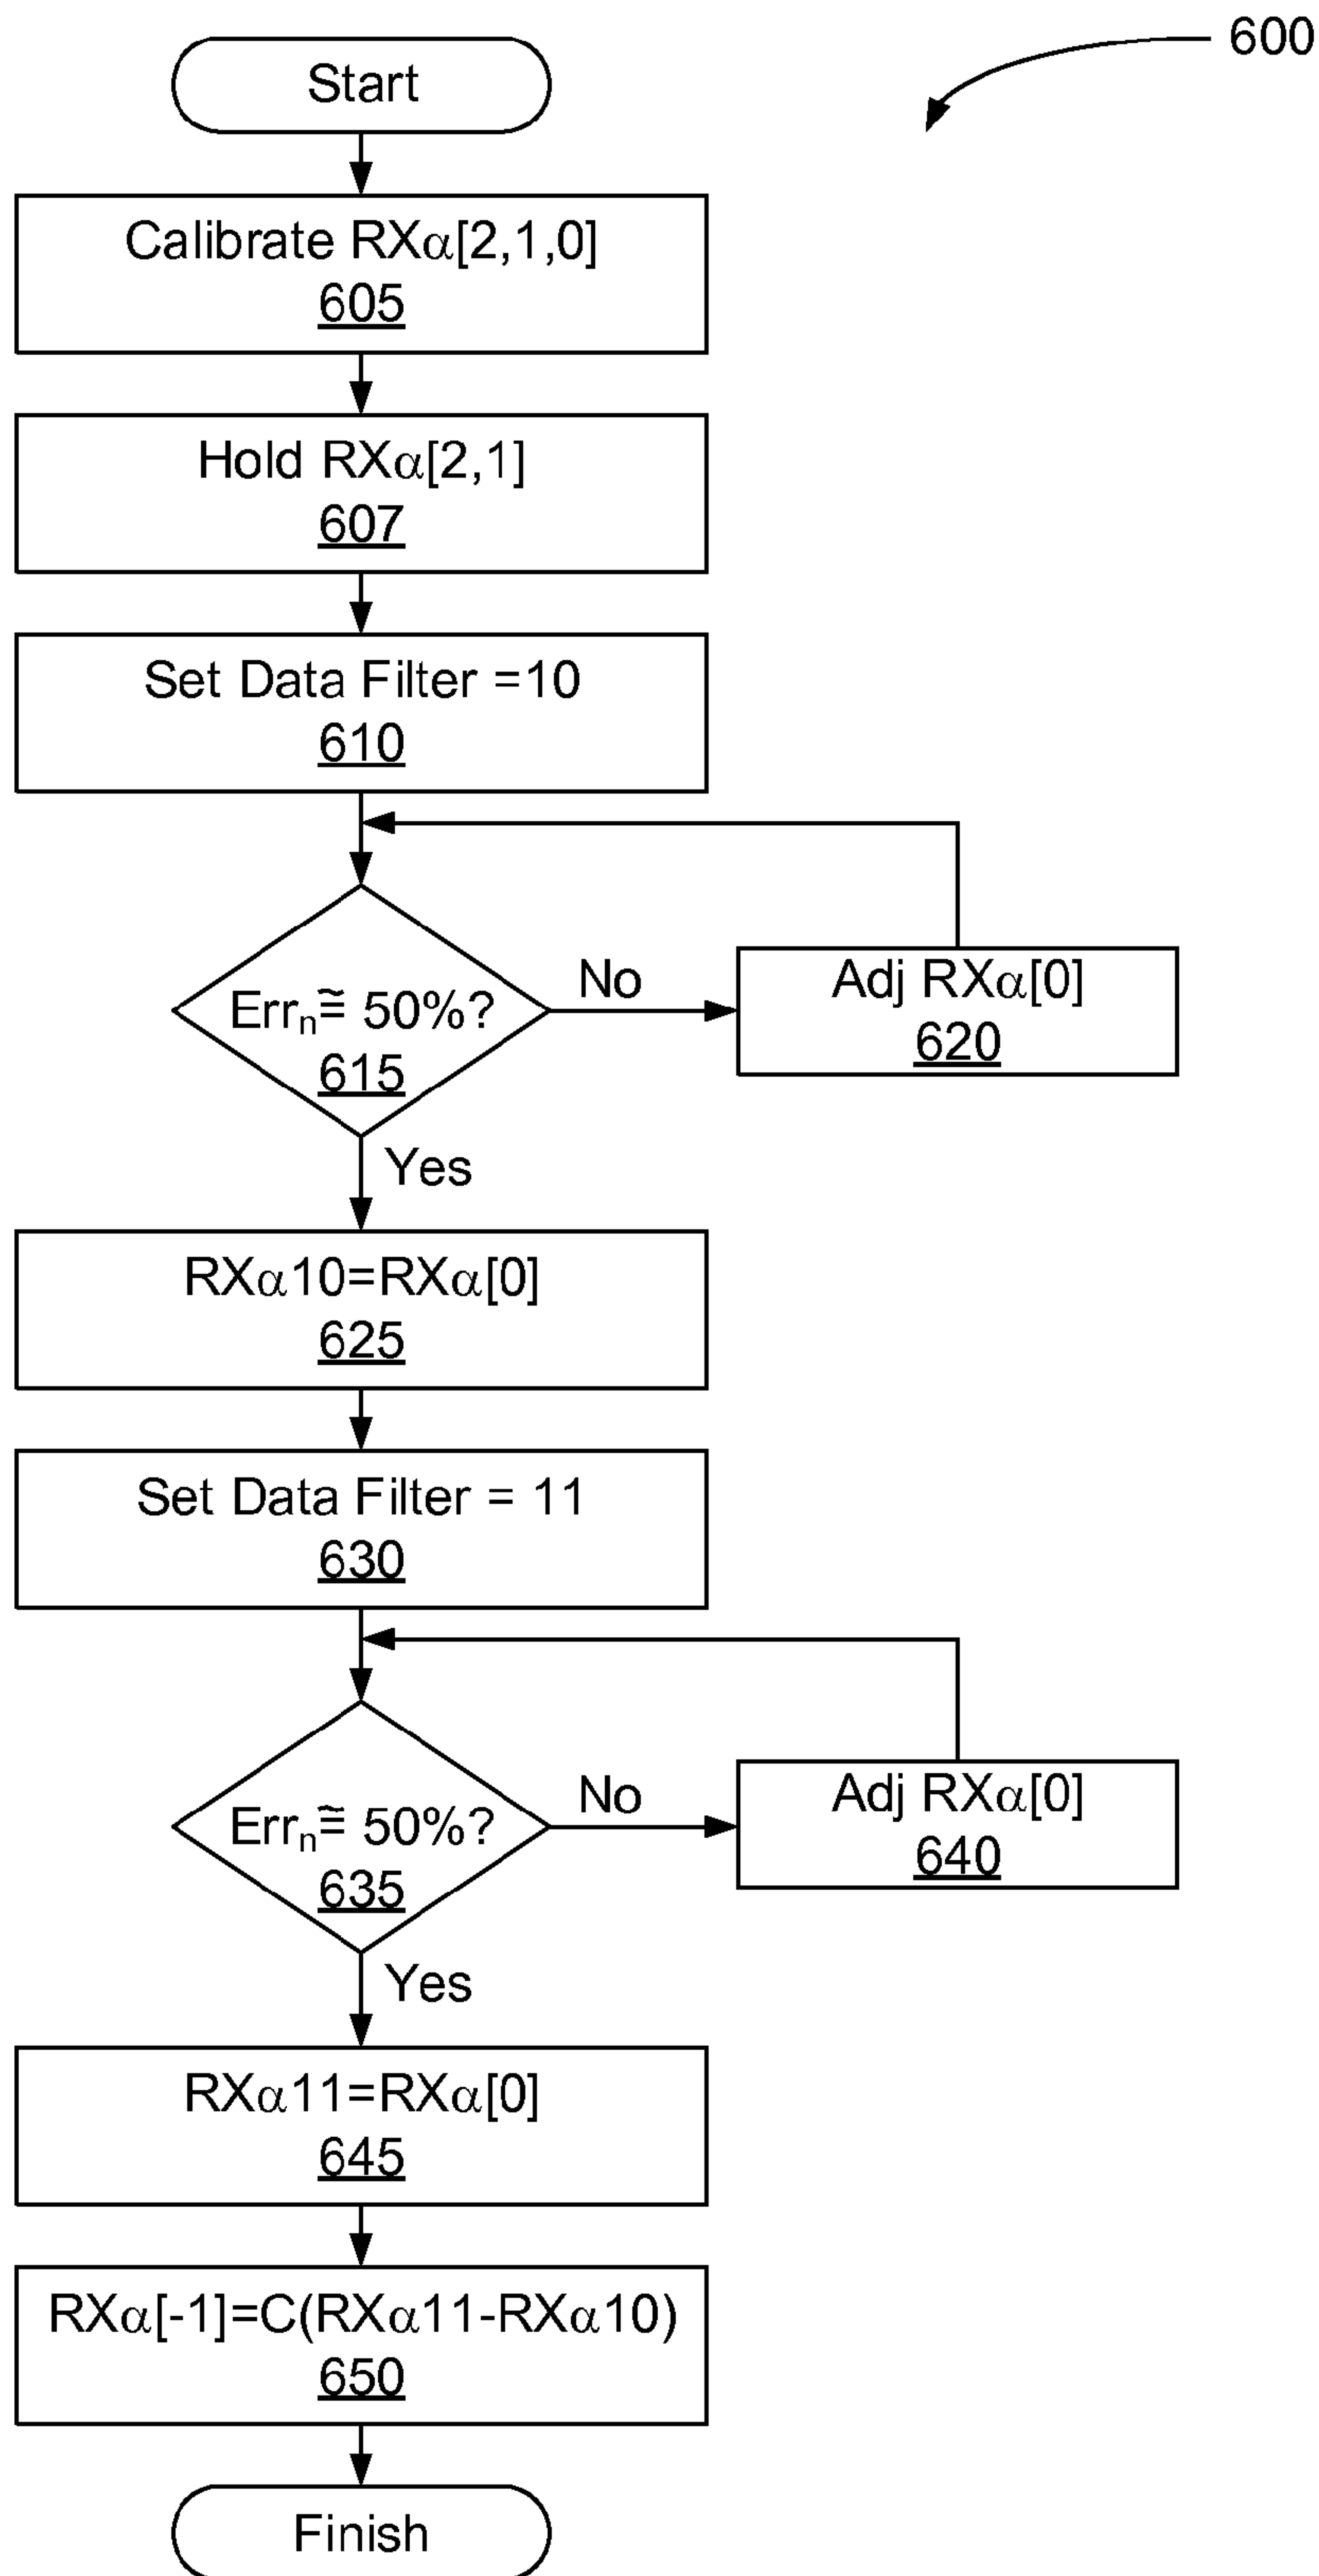 600
Start
Calibrate RXα[2,1,0]
605
Hold RXα[2,1]
607
Set Data Filter =10
610
Errn≅ 50%?
615
No
Adj RXα[0]
620
Yes
RXα10=RXα[0]
625
Set Data Filter = 11
630
Errn≅ 50%?
635
No
Adj RXα[0]
640
Yes
RXα11=RXα[0]
645
RXα[-1]=C(RXα11-RXα10)
650
Finish